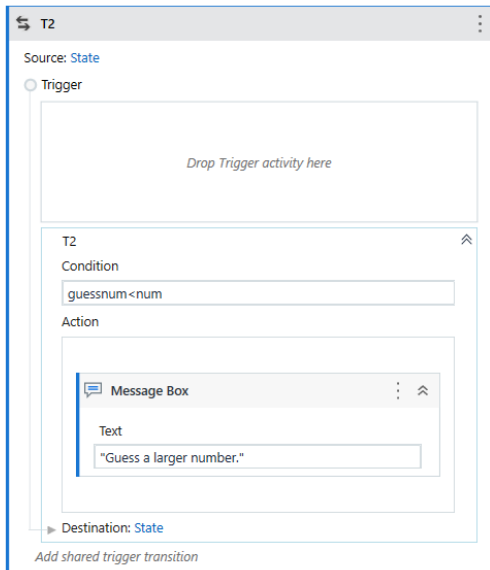 T2
Source: State
Trigger
Drop Trigger activity here
T2
Condition
guessnum<num
Action
Message Box
Text
"Guess a larger number."
Destination: State
Add shared trigger transition